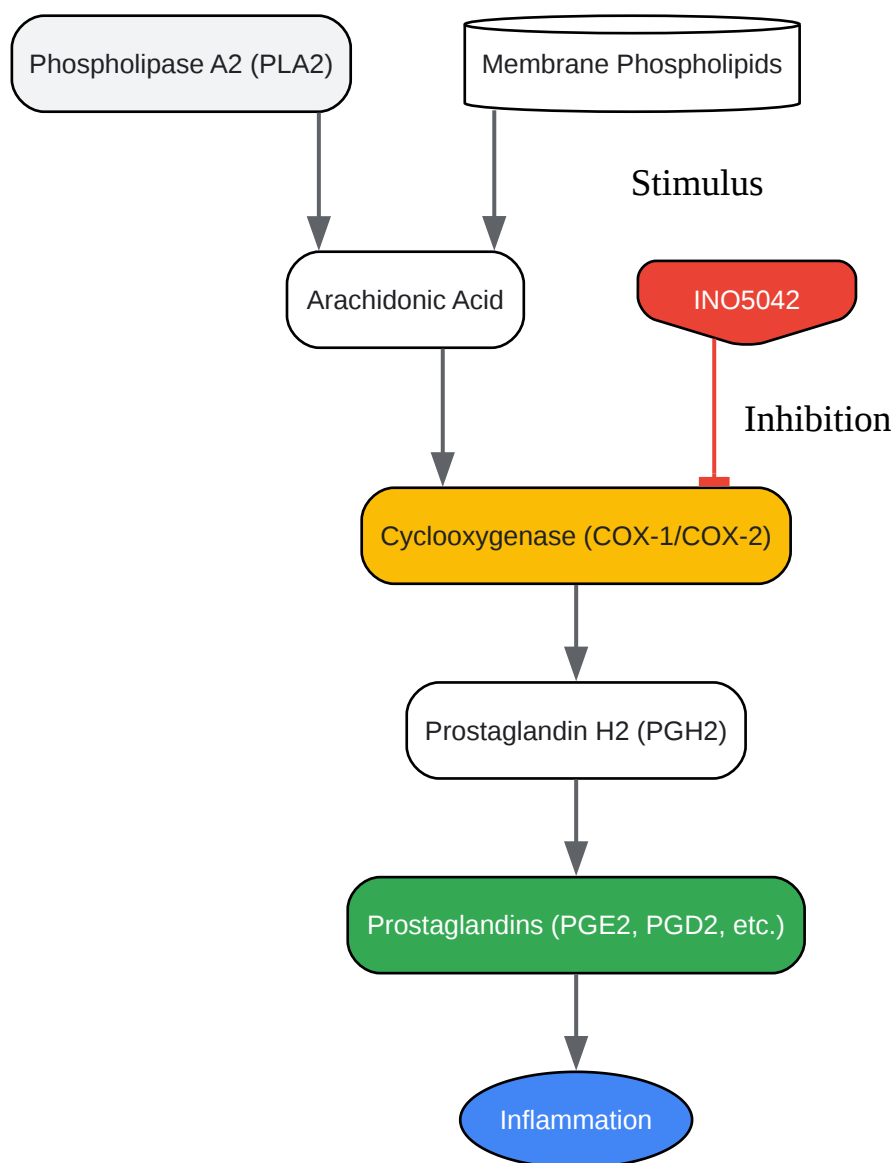 Phospholipase A2 (PLA2)
Membrane Phospholipids
Stimulus
Arachidonic Acid
INO5042
Inhibition
Cyclooxygenase (COX-1/COX-2)
Prostaglandin H2 (PGH2)
Prostaglandins (PGE2, PGD2, etc.)
Inflammation